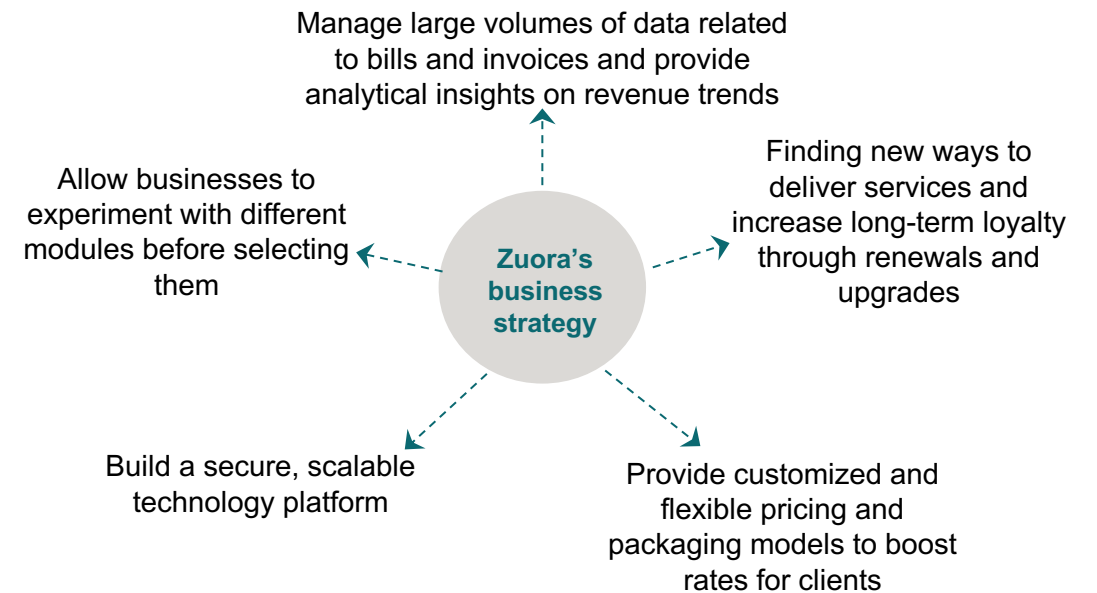 Manage large volumes of data related
to bills and invoices and provide
analytical insights on revenue trends
Finding new ways to
deliver services and
increase long-term loyalty
through renewals and
upgrades
Allow businesses to
experiment with different
modules before selecting
them
Zuora’s
business
strategy
Build a secure, scalable
technology platform
Provide customized and
flexible pricing and
packaging models to boost
rates for clients